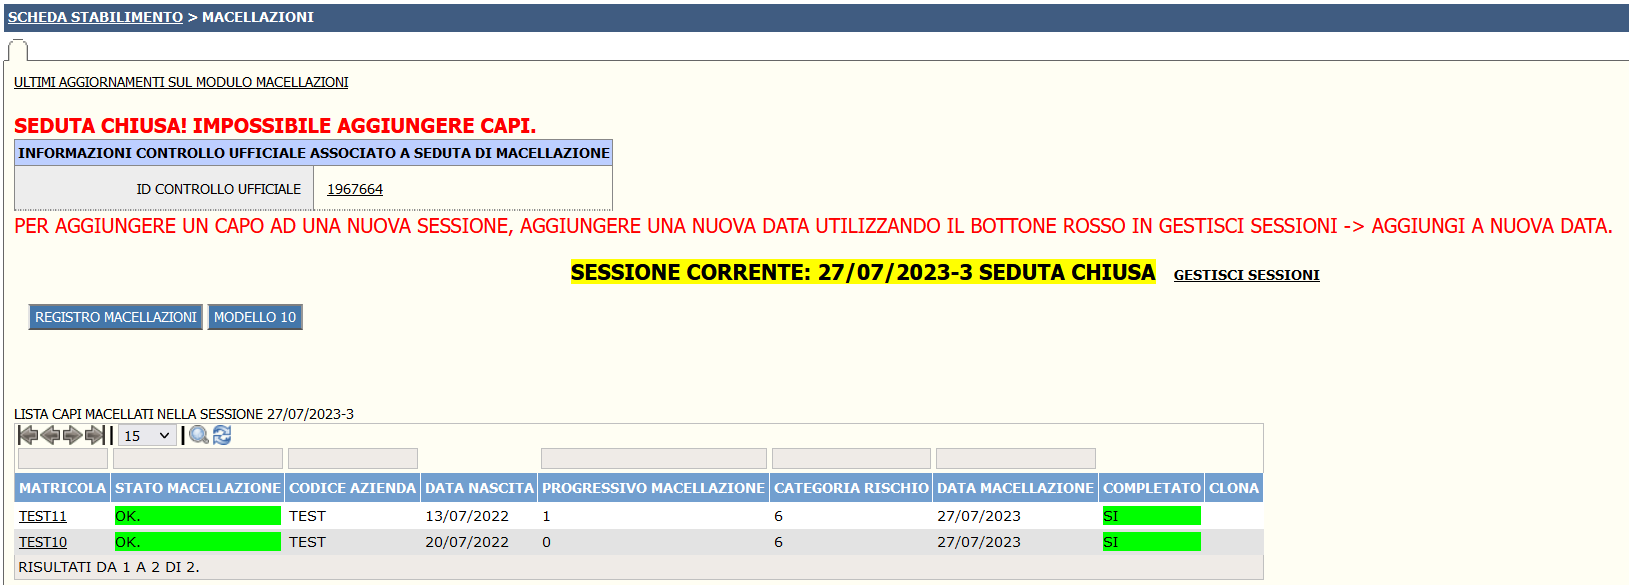 SCHEDA STABILIMENTO > MACELLAZIONI
ULTIMI AGGIORNAMENTI SUL MODULO MACELLAZIONI
SEDUTA CHIUSA! IMPOSSIBILE AGGIUNGERE CAPI.
INFORMAZIONI CONTROLLO UFFICIALE ASSOCIATO A SEDUTA DI MACELLAZIONE
ID CONTROLLO UFFICIALE 1967664
PER AGGIUNGERE UN CAPO AD UNA NUOVA SESSIONE, AGGIUNGERE UNA NUOVA DATA UTILIZZANDO IL BOTTONE ROSSO IN GESTISCI SESSIONI -> AGGIUNGI A NUOVA DATA.
SESSIONE CORRENTE: 27/07/2023-3 SEDUTA CHIUSA GESTISCI SESSIONI
REGISTRO MACELLAZIONI MODELLO 10
LISTA CAPI MACELLATI NELLA SESSIONE 27/07/2023-3
15
MATRICOLA STATO MACELLAZIONE CODICE AZIENDA DATA NASCITA PROGRESSIVO MACELLAZIONE CATEGORIA RISCHIO DATA MACELLAZIONE COMPLETATO CLONA
TEST11 OK. TEST 13/07/2022 1 6 27/07/2023 SI
TEST10 OK. TEST 20/07/2022 0 6 27/07/2023 SI
RISULTATI DA 1 A 2 DI 2.